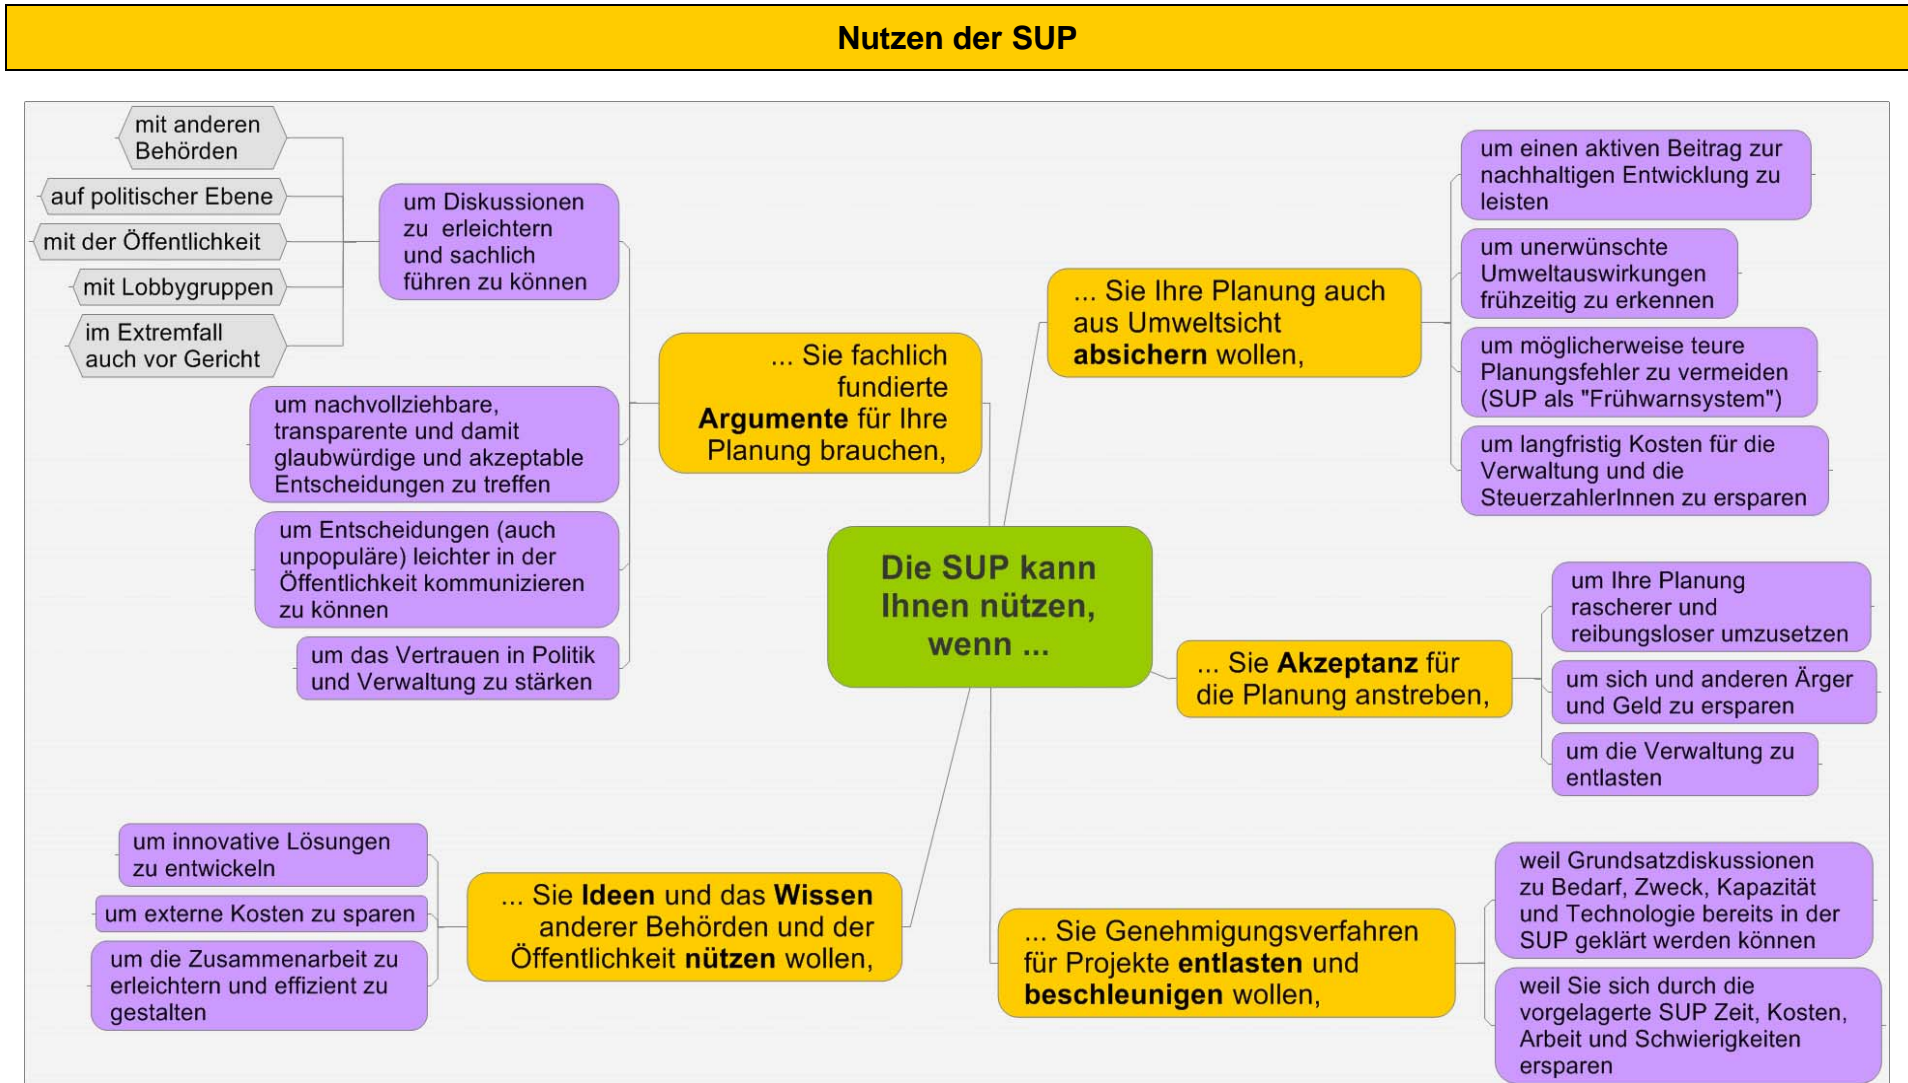 Nutzen der SUP
mit anderen
Behörden
auf politischer Ebene
mit der Öffentlichkeit
mit Lobbygruppen
im Extremfall
auch vor Gericht
um Diskussionen
zu erleichtern
und sachlich
führen zu können
um nachvollziehbare,
transparente und damit
glaubwürdige und akzeptable
Entscheidungen zu treffen
um Entscheidungen (auch
unpopuläre) leichter in der
Öffentlichkeit kommunizieren
zu können
um das Vertrauen in Politik
und Verwaltung zu stärken
... Sie fachlich
fundierte
Argumente für Ihre
Planung brauchen,
... Sie Ihre Planung auch
aus Umweltsicht
absichern wollen,
um einen aktiven Beitrag zur
nachhaltigen Entwicklung zu
leisten
um unerwünschte
Umweltauswirkungen
frühzeitig zu erkennen
um möglicherweise teure
Planungsfehler zu vermeiden
(SUP als "Frühwarnsystem")
um langfristig Kosten für die
Verwaltung und die
SteuerzahlerInnen zu ersparen
Die SUP kann
Ihnen nützen,
wenn ...
... Sie Akzeptanz für
die Planung anstreben,
um Ihre Planung
rascherer und
reibungsloser umzusetzen
um sich und anderen Ärger
und Geld zu ersparen
um die Verwaltung zu
entlasten
um innovative Lösungen
zu entwickeln
um externe Kosten zu sparen
um die Zusammenarbeit zu
erleichtern und effizient zu
gestalten
... Sie Ideen und das Wissen
anderer Behörden und der
Öffentlichkeit nützen wollen,
... Sie Genehmigungsverfahren
für Projekte entlasten und
beschleunigen wollen,
weil Grundsatzdiskussionen
zu Bedarf, Zweck, Kapazität
und Technologie bereits in der
SUP geklärt werden können
weil Sie sich durch die
vorgelagerte SUP Zeit, Kosten,
Arbeit und Schwierigkeiten
ersparen